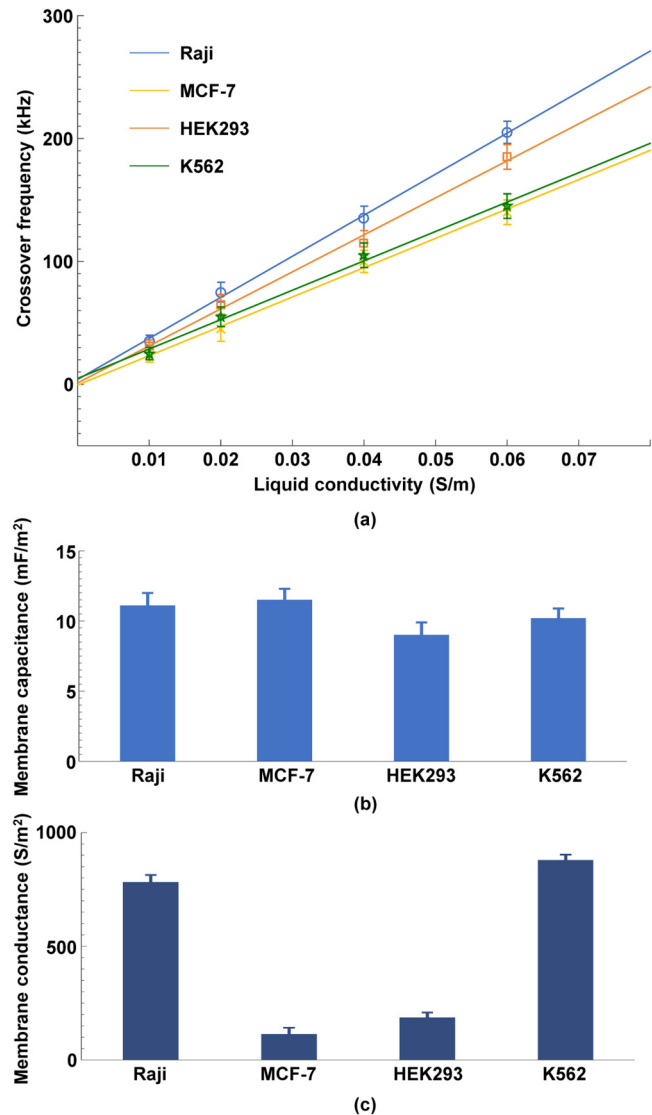 300
200
100
0
Crossover frequency (kHz)
Raji
MCF-7
HEK293
K562
0.01 0.02 0.03 0.04 0.05 0.06 0.07
Liquid conductivity (S/m)
(a)
Membrane capacitance (mF/m²)
15
10
5
0
Raji MCF-7 HEK293 K562
(b)
Membrane conductance (S/m²)
1000
500
0
Raji MCF-7 HEK293 K562
(c)